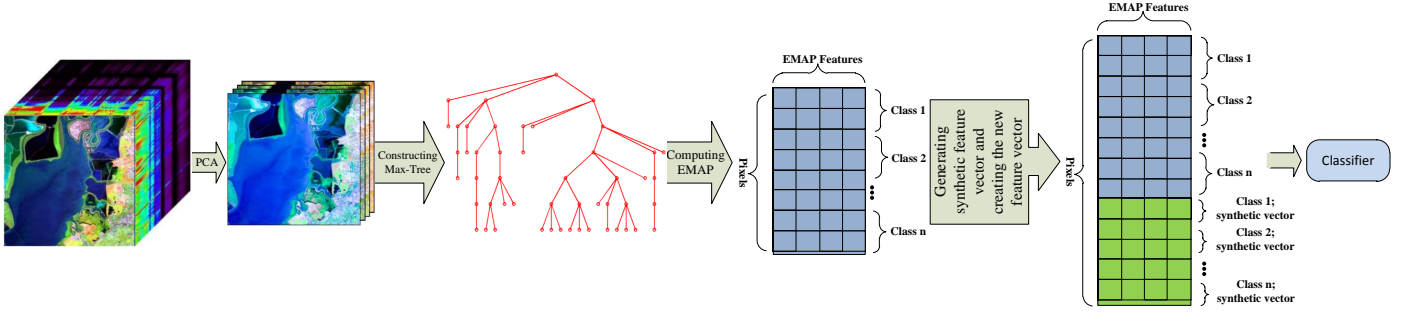 PCA
Constructing
Max-Tree
Computing
EMAP
EMAP Features
Pixels
Class 1
Class 2
Class n
Generating
synthetic feature
vector and
creating the new
feature vector
EMAP Features
Pixels
Class 1
Class 2
Class n
Class 1;
synthetic vector
Class 2;
synthetic vector
Class n;
synthetic vector
Classifier